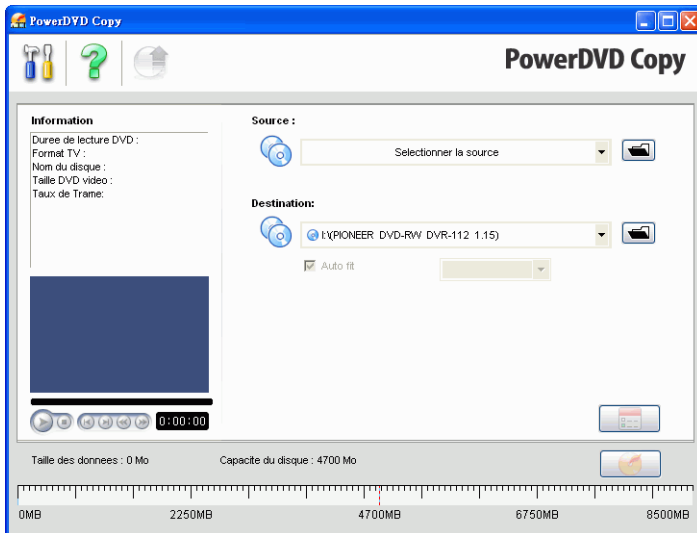 PowerDVD Copy
PowerDVD Copy
Information
Duree de lecture DVD :
Format TV :
Nom du disque :
Taille DVD video :
Taux de Trame:
Source :
Selectionner la source
Destination:
I:\(PIONEER DVD-RW DVR-112 1.15)
Auto fit
0:00:00
Taille des donnees : 0 Mo
Capacite du disque : 4700 Mo
0MB 2250MB 4700MB 6750MB 8500MB